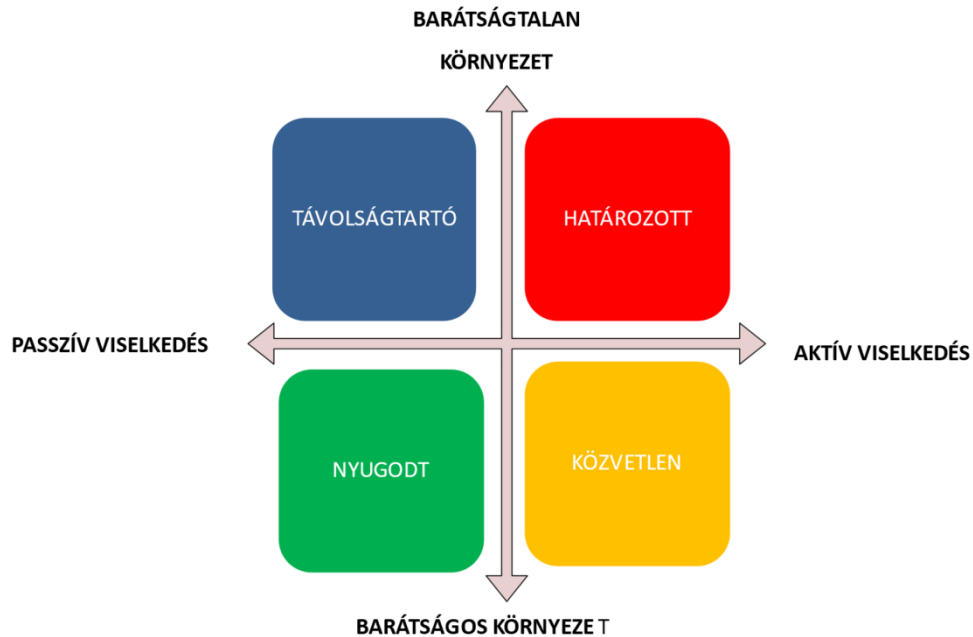 BARÁTSÁGTALAN
KÖRNYEZET
TÁVOLSÁGTARTÓ
HATÁROZOTT
PASSZÍV VISELKEDÉS
AKTÍV VISELKEDÉS
NYUGODT
KÖZVETLEN
BARÁTSÁGOS KÖRNYEZE T